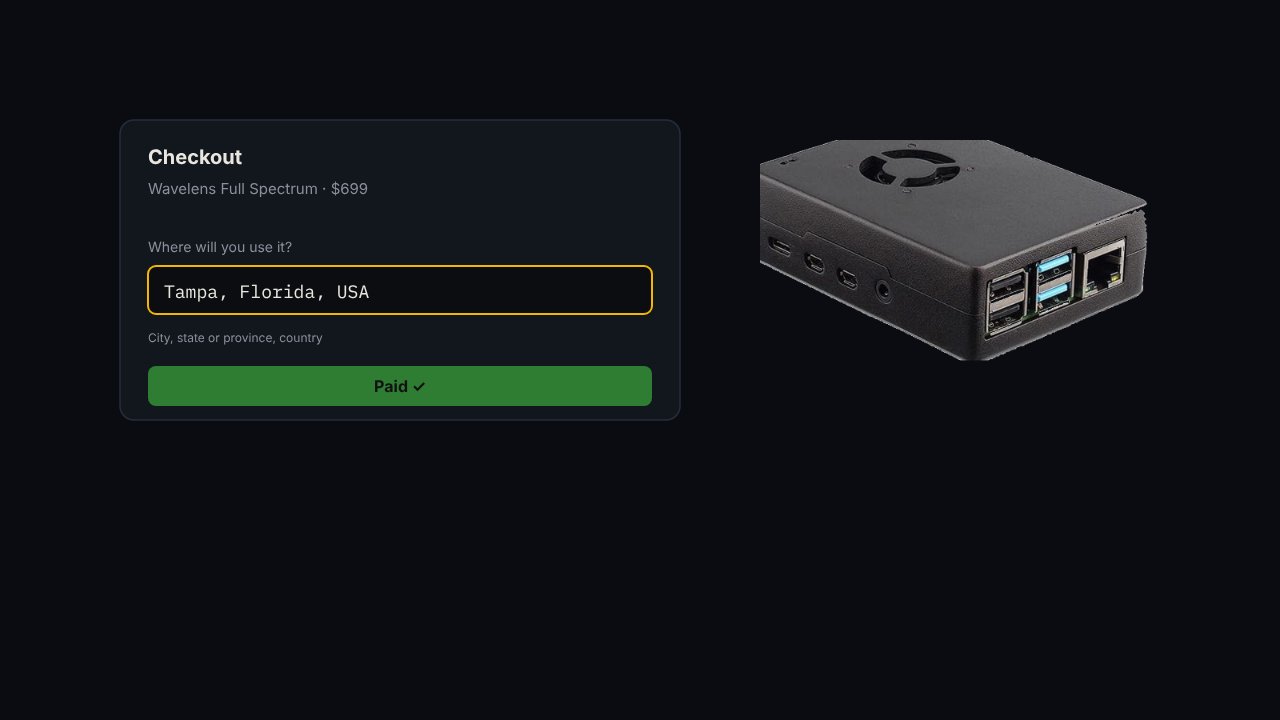 Checkout
Wavelens Full Spectrum · $699
Where will you use it?
Tampa, Florida, USA
City, state or province, country
Paid ✓